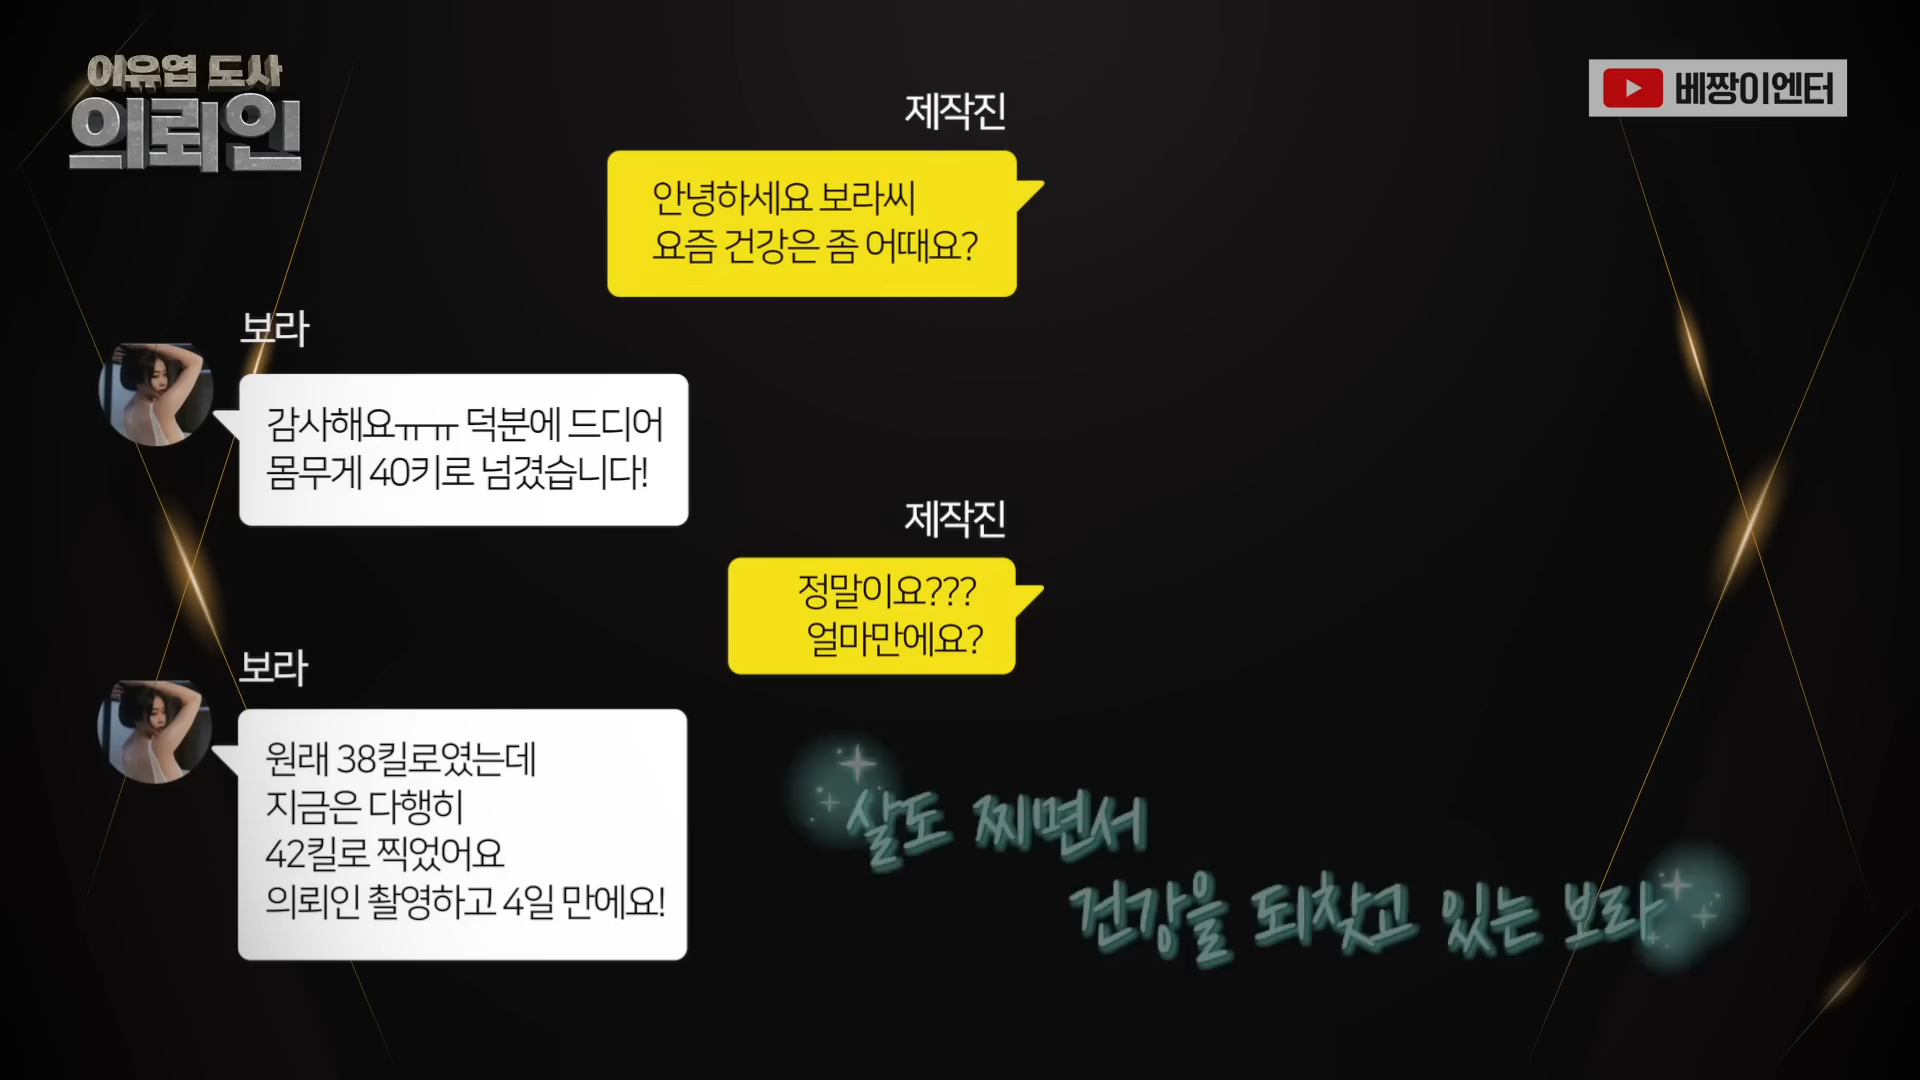 이유엽 도사
의뢰인
베짱이엔터
제작진
안녕하세요 보라씨
요즘 건강은 좀 어때요?
보라
감사해요ㅠㅠ 덕분에 드디어
몸무게 40키로 넘겼습니다!
제작진
정말이요???
얼마만에요?
보라
원래 38킬로였는데
지금은 다행히
42킬로 찍었어요
의뢰인 촬영하고 4일 만에요!
살도 찌면서
건강을 되찾고 있는 보라